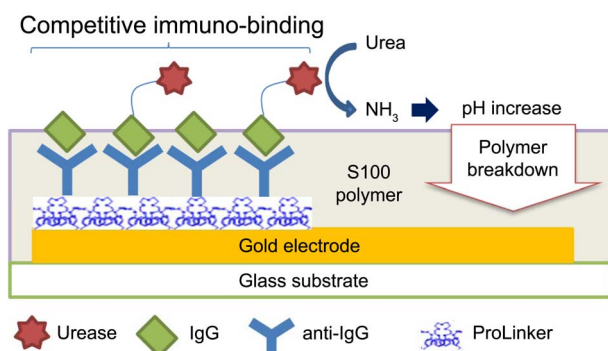 Competitive immuno-binding
Urea
NH₃
pH increase
Polymer
breakdown
S100
polymer
Gold electrode
Glass substrate
Urease
IgG
anti-IgG
ProLinker